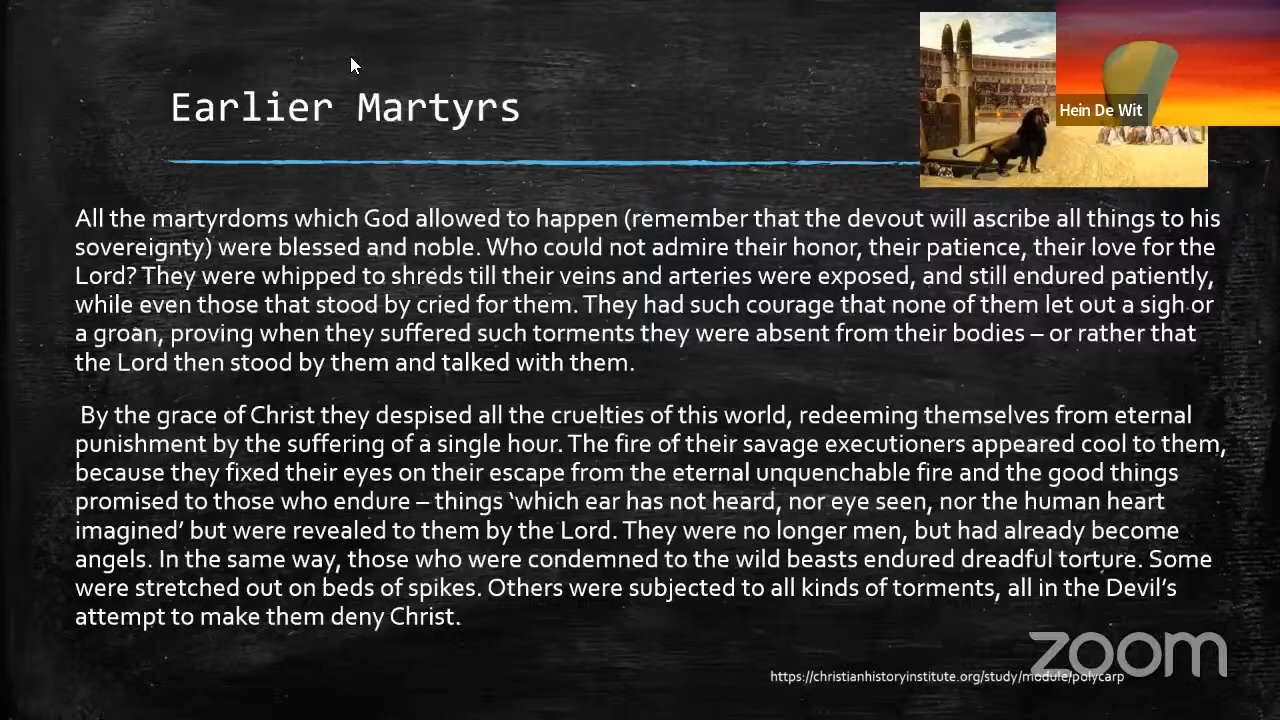 Earlier Martyrs
Hein De Wit
All the martyrdoms which God allowed to happen (remember that the devout will ascribe all things to his
sovereignty) were blessed and noble. Who could not admire their honor, their patience, their love for the
Lord? They were whipped to shreds till their veins and arteries were exposed, and still endured patiently,
while even those that stood by cried for them. They had such courage that none of them let out a sigh or
a groan, proving when they suffered such torments they were absent from their bodies – or rather that
the Lord then stood by them and talked with them.
By the grace of Christ they despised all the cruelties of this world, redeeming themselves from eternal
punishment by the suffering of a single hour. The fire of their savage executioners appeared cool to them,
because they fixed their eyes on their escape from the eternal unquenchable fire and the good things
promised to those who endure – things ‘which ear has not heard, nor eye seen, nor the human heart
imagined’ but were revealed to them by the Lord. They were no longer men, but had already become
angels. In the same way, those who were condemned to the wild beasts endured dreadful torture. Some
were stretched out on beds of spikes. Others were subjected to all kinds of torments, all in the Devil’s
attempt to make them deny Christ.
zoom
https://christianhistoryinstitute.org/study/module/polycarp